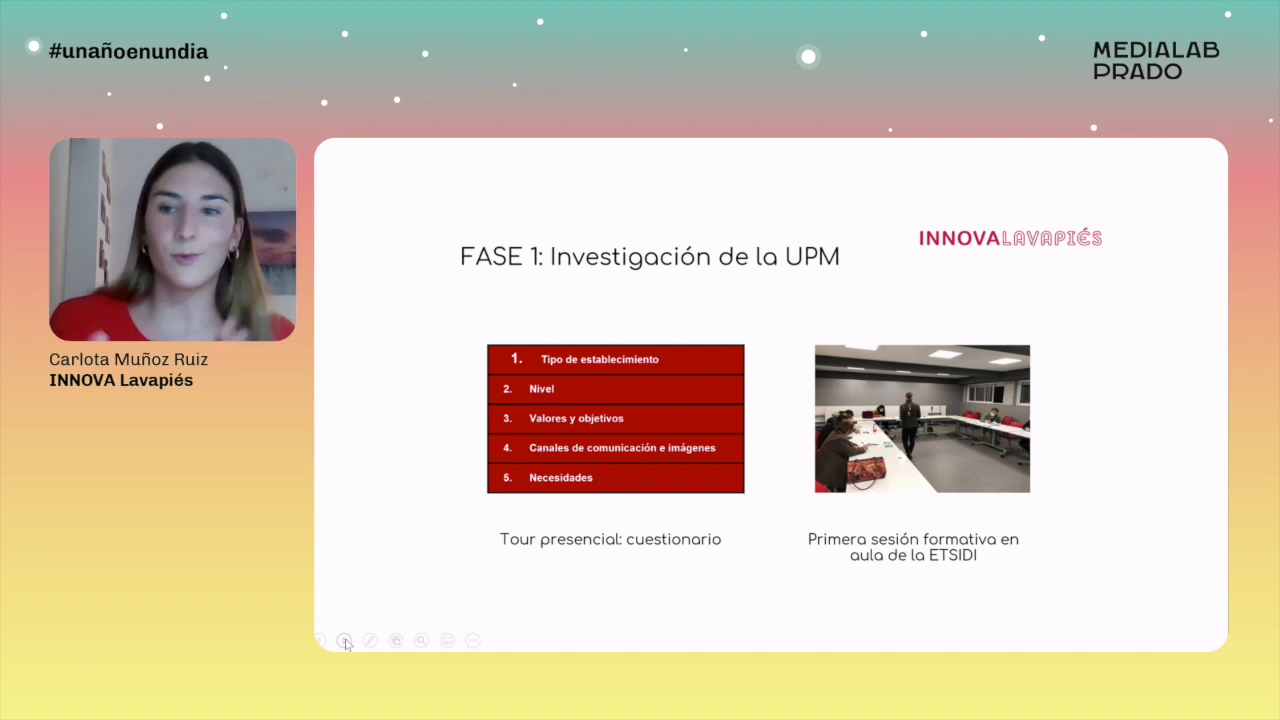 #unañoenundia
MEDIALAB
PRADO
Carlota Muñoz Ruiz
INNOVA Lavapiés
FASE 1: Investigación de la UPM
INNOVALAVAPIÉS
1. Tipo de establecimiento
2. Nivel
3. Valores y objetivos
4. Canales de comunicación e imágenes
5. Necesidades
Tour presencial: cuestionario
Primera sesión formativa en
aula de la ETSIDI